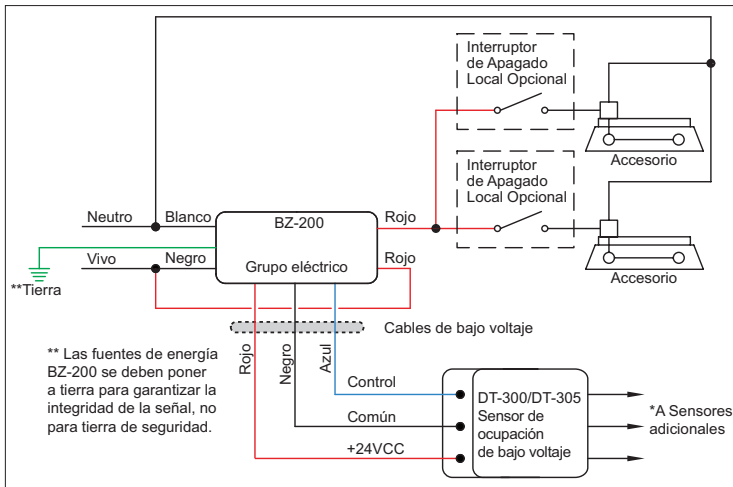 Interruptor
de Apagado
Local Opcional
Accesorio
Interruptor
de Apagado
Local Opcional
Accesorio
Neutro
Blanco
BZ-200
Rojo
Vivo
Negro
Grupo eléctrico
Rojo
**Tierra
Cables de bajo voltaje
Rojo
Negro
Azul
** Las fuentes de energía
BZ-200 se deben poner
a tierra para garantizar la
integridad de la señal, no
para tierra de seguridad.
Control
Común
+24VCC
DT-300/DT-305
Sensor de
ocupación
de bajo voltaje
*A Sensores
adicionales